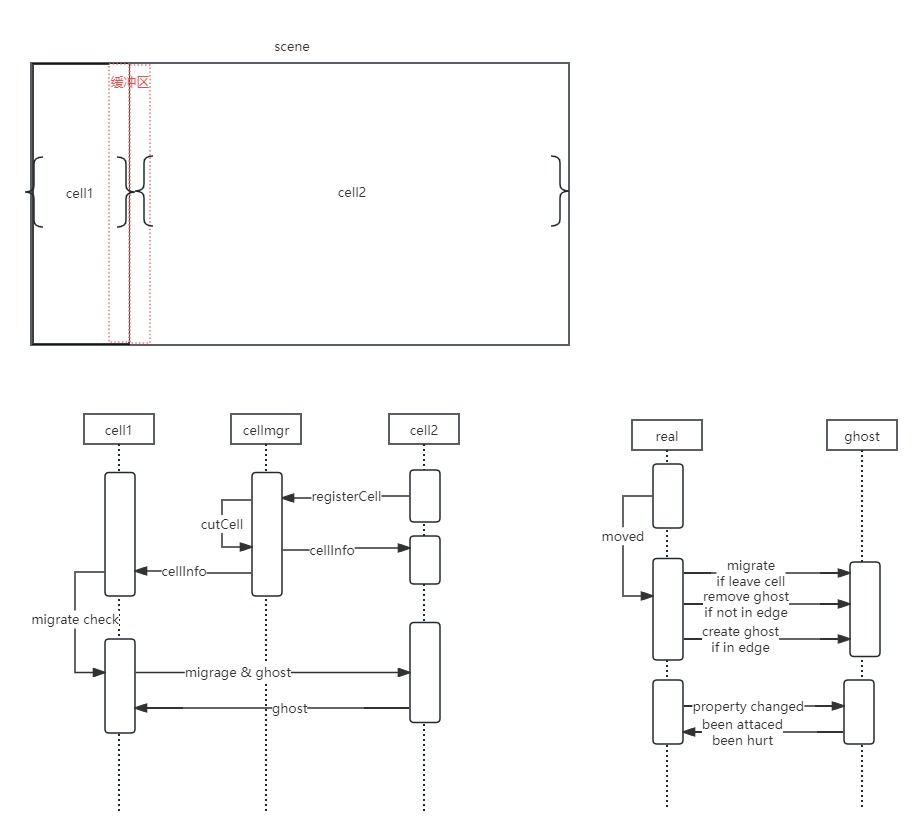 scene
缓冲区
cell1
cell2
cell1
cellmgr
cell2
registerCell
cutCell
cellInfo
cellInfo
migrate check
migrage & ghost
ghost
real
ghost
moved
migrate
if leave cell
remove ghost
if not in edge
create ghost
if in edge
property changed
been attaced
been hurt